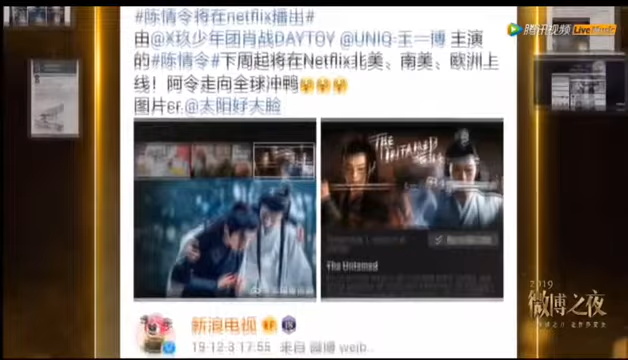 #陈情令将在netflix播出#
腾讯视频 LiveMusic
由@X玖少年团肖战DAYTOY @UNIQ-王一博 主演
的#陈情令#下周起将在Netflix北美、南美、欧洲上
线！阿令走向全球冲鸭
图片cr.@太阳好大脸
THE UNTAMED
The Untamed
2019
微博之夜
新浪电视
19-12-3 17:55 来自 微博 weib..